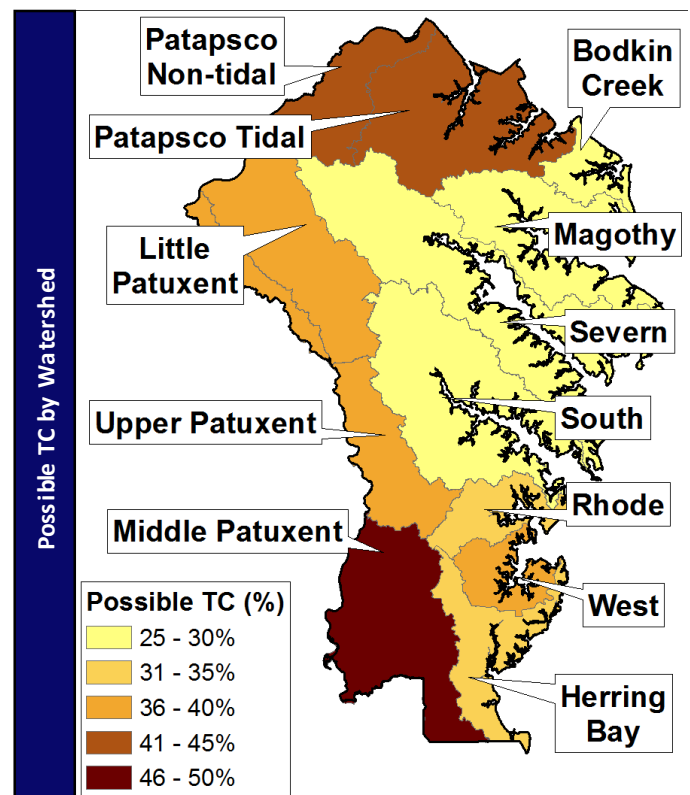 Possible TC by Watershed
Patapsco
Non-tidal
Bodkin
Creek
Patapsco Tidal
Magothy
Little
Patuxent
Severn
South
Upper Patuxent
Rhode
Middle Patuxent
West
Herring
Bay
Possible TC (%)
25 - 30%
31 - 35%
36 - 40%
41 - 45%
46 - 50%